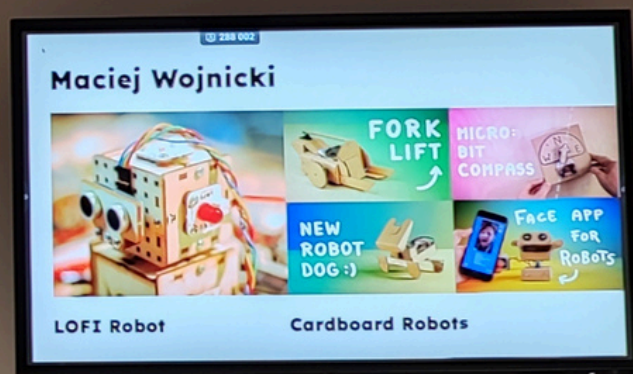 288 002
Maciej Wojnicki
FORK
LIFT
MICRO:
BIT
COMPASS
N
W E
NEW
ROBOT
DOG :)
FACE APP
FOR
ROBOTS
LOFI Robot
Cardboard Robots